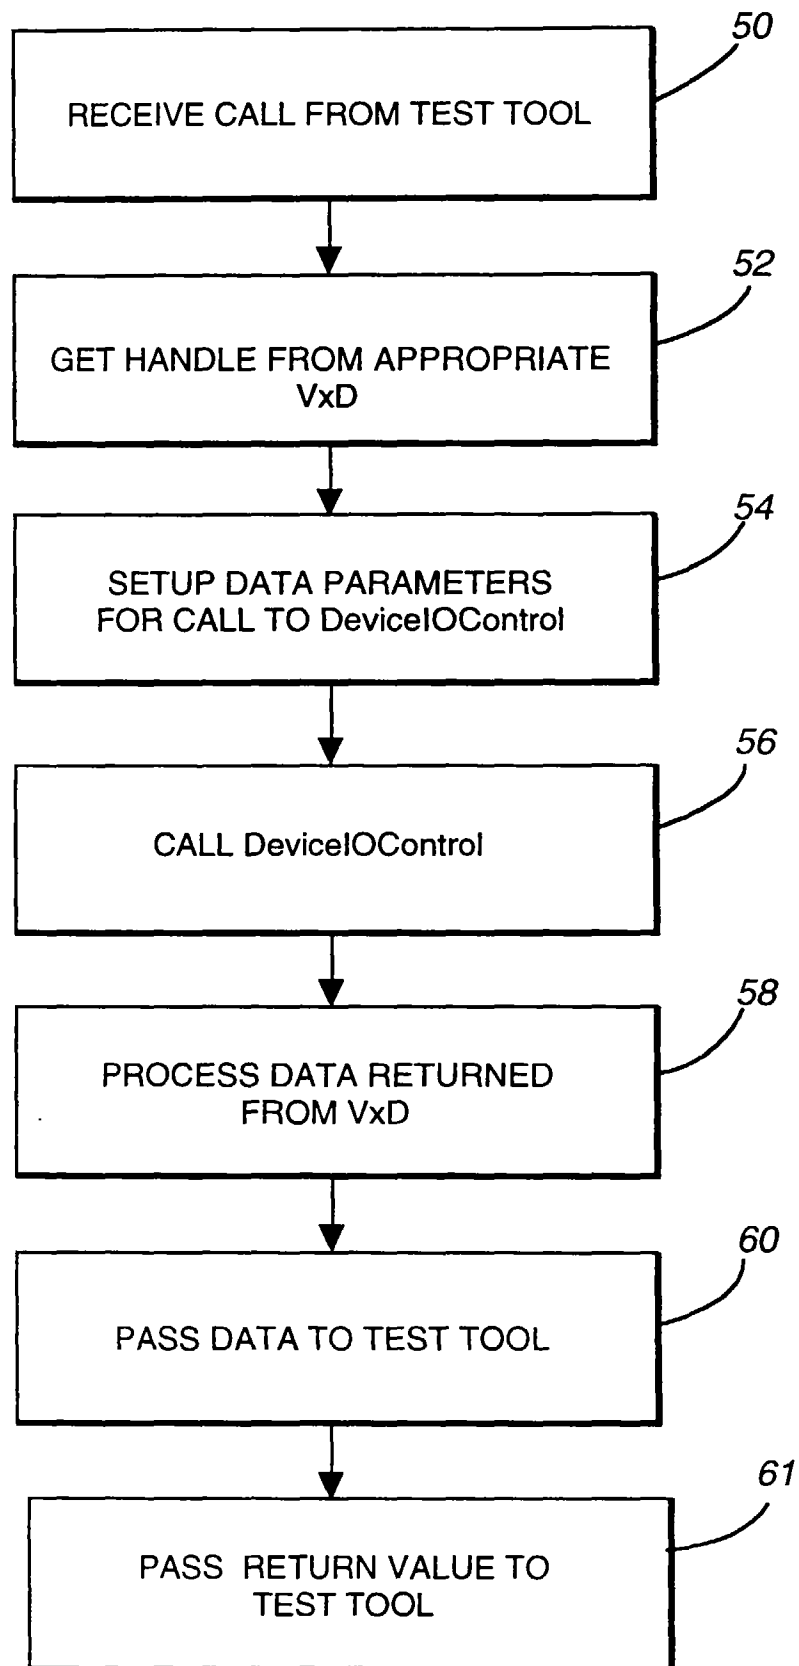 50
RECEIVE CALL FROM TEST TOOL
52
GET HANDLE FROM APPROPRIATE
VxD
54
SETUP DATA PARAMETERS
FOR CALL TO DeviceIOControl
56
CALL DeviceIOControl
58
PROCESS DATA RETURNED
FROM VxD
60
PASS DATA TO TEST TOOL
61
PASS RETURN VALUE TO
TEST TOOL